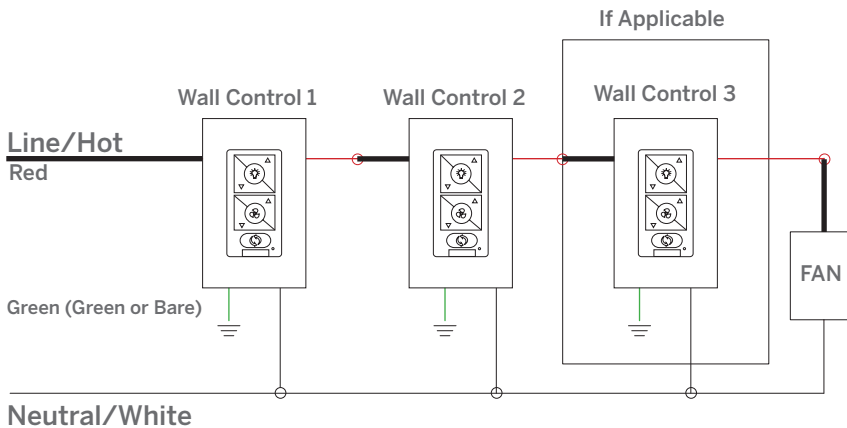 If Applicable
Wall Control 1
Wall Control 2
Wall Control 3
Line/Hot
Red
FAN
Green (Green or Bare)
Neutral/White